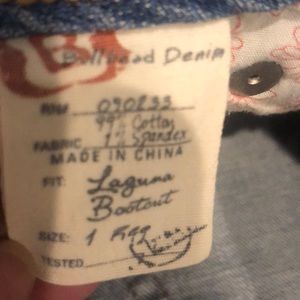 Bullhead Denim
RN# 090233
99% Cotton
FABRIC 1% Spandex
MADE IN CHINA
FIT: Laguna
Bootcut
SIZE: 1 Reg
TESTED